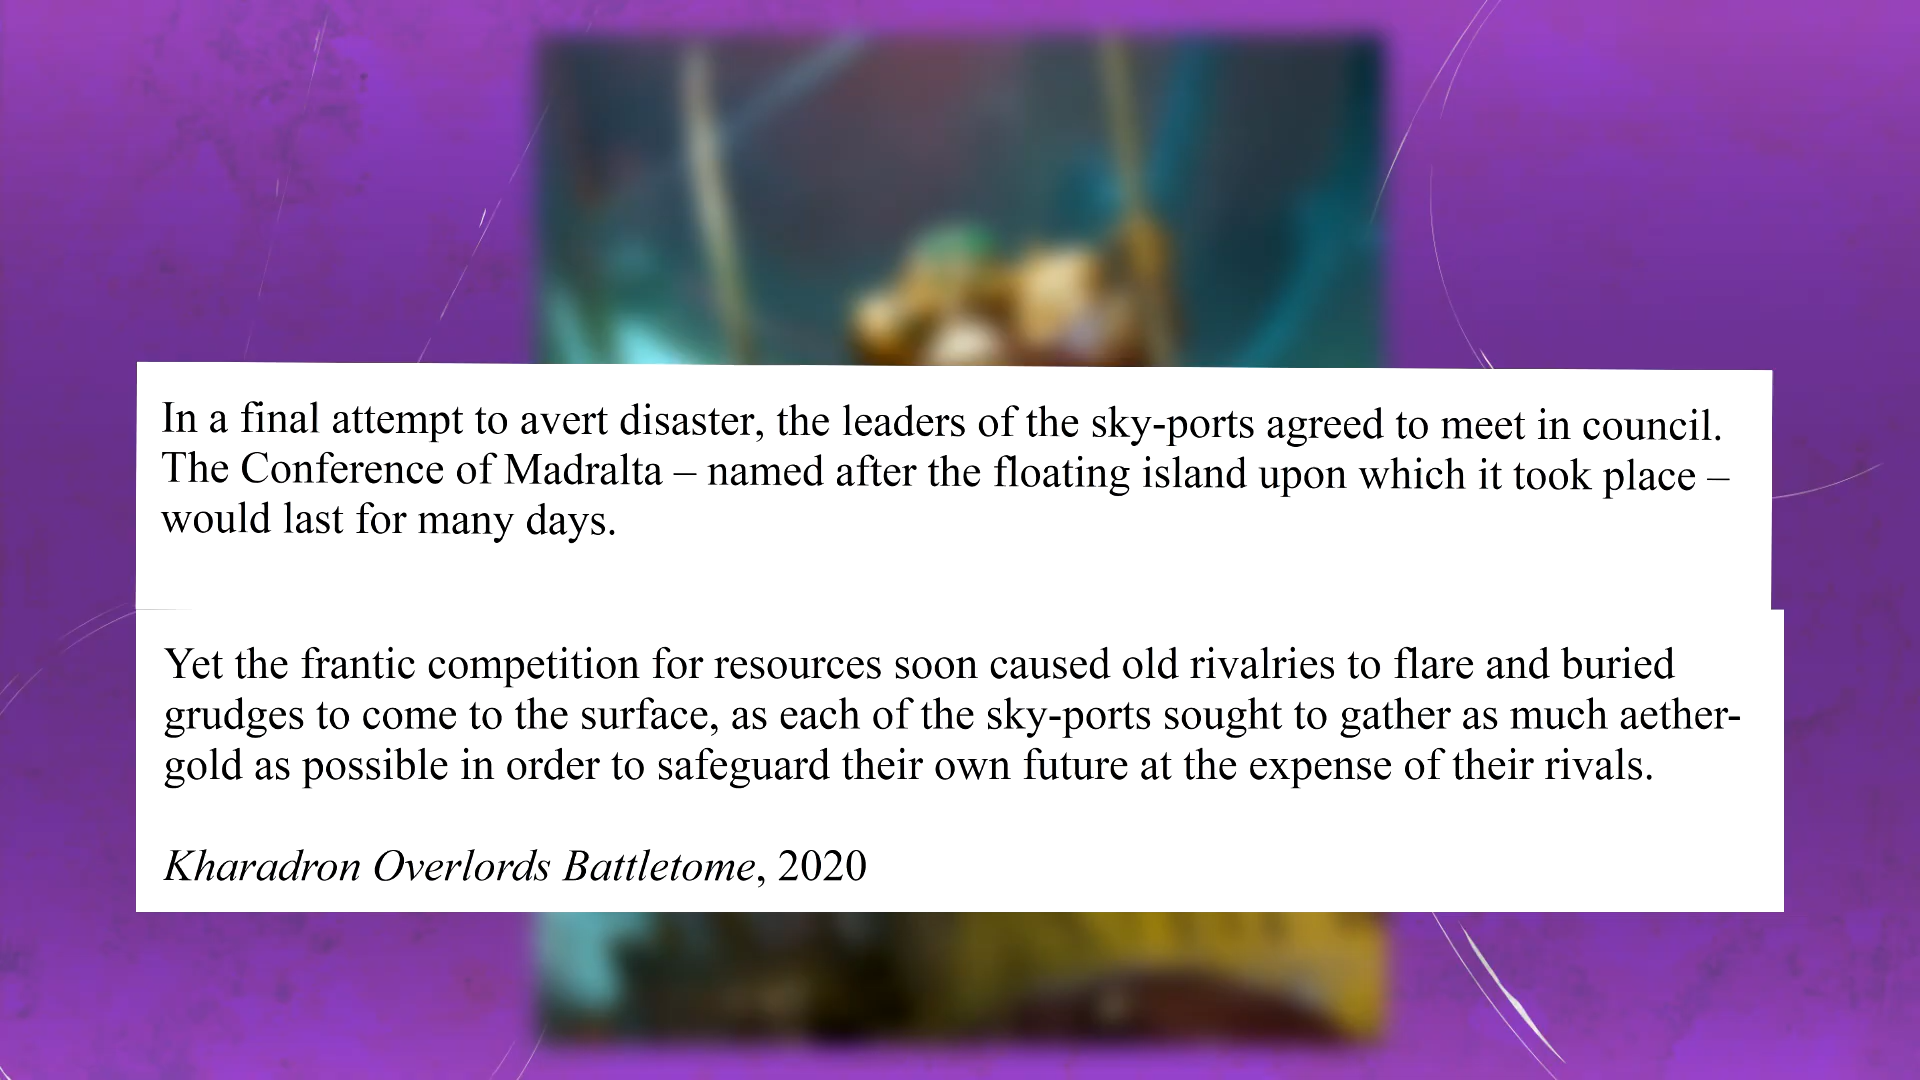 In a final attempt to avert disaster, the leaders of the sky-ports agreed to meet in council.
The Conference of Madralta – named after the floating island upon which it took place –
would last for many days.
Yet the frantic competition for resources soon caused old rivalries to flare and buried
grudges to come to the surface, as each of the sky-ports sought to gather as much aether-
gold as possible in order to safeguard their own future at the expense of their rivals.
Kharadron Overlords Battletome, 2020